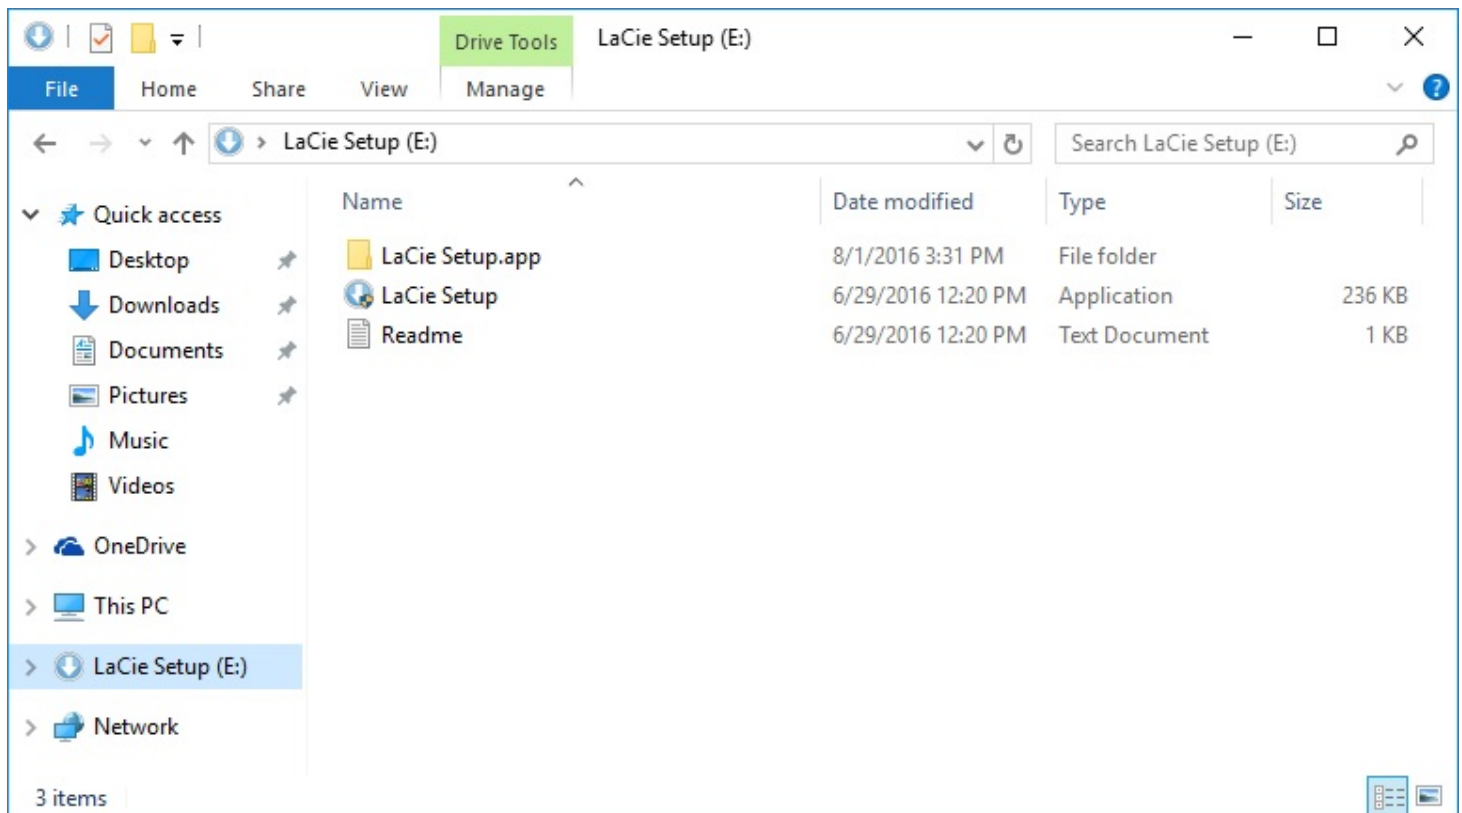 Drive Tools LaCie Setup (E:)
File Home Share View Manage
LaCie Setup (E:) Search LaCie Setup (E:)
Name Date modified Type Size
Quick access
Desktop
Downloads
Documents
Pictures
Music
Videos
OneDrive
This PC
LaCie Setup (E:)
Network
LaCie Setup.app 8/1/2016 3:31 PM File folder
LaCie Setup 6/29/2016 12:20 PM Application 236 KB
Readme 6/29/2016 12:20 PM Text Document 1 KB
3 items